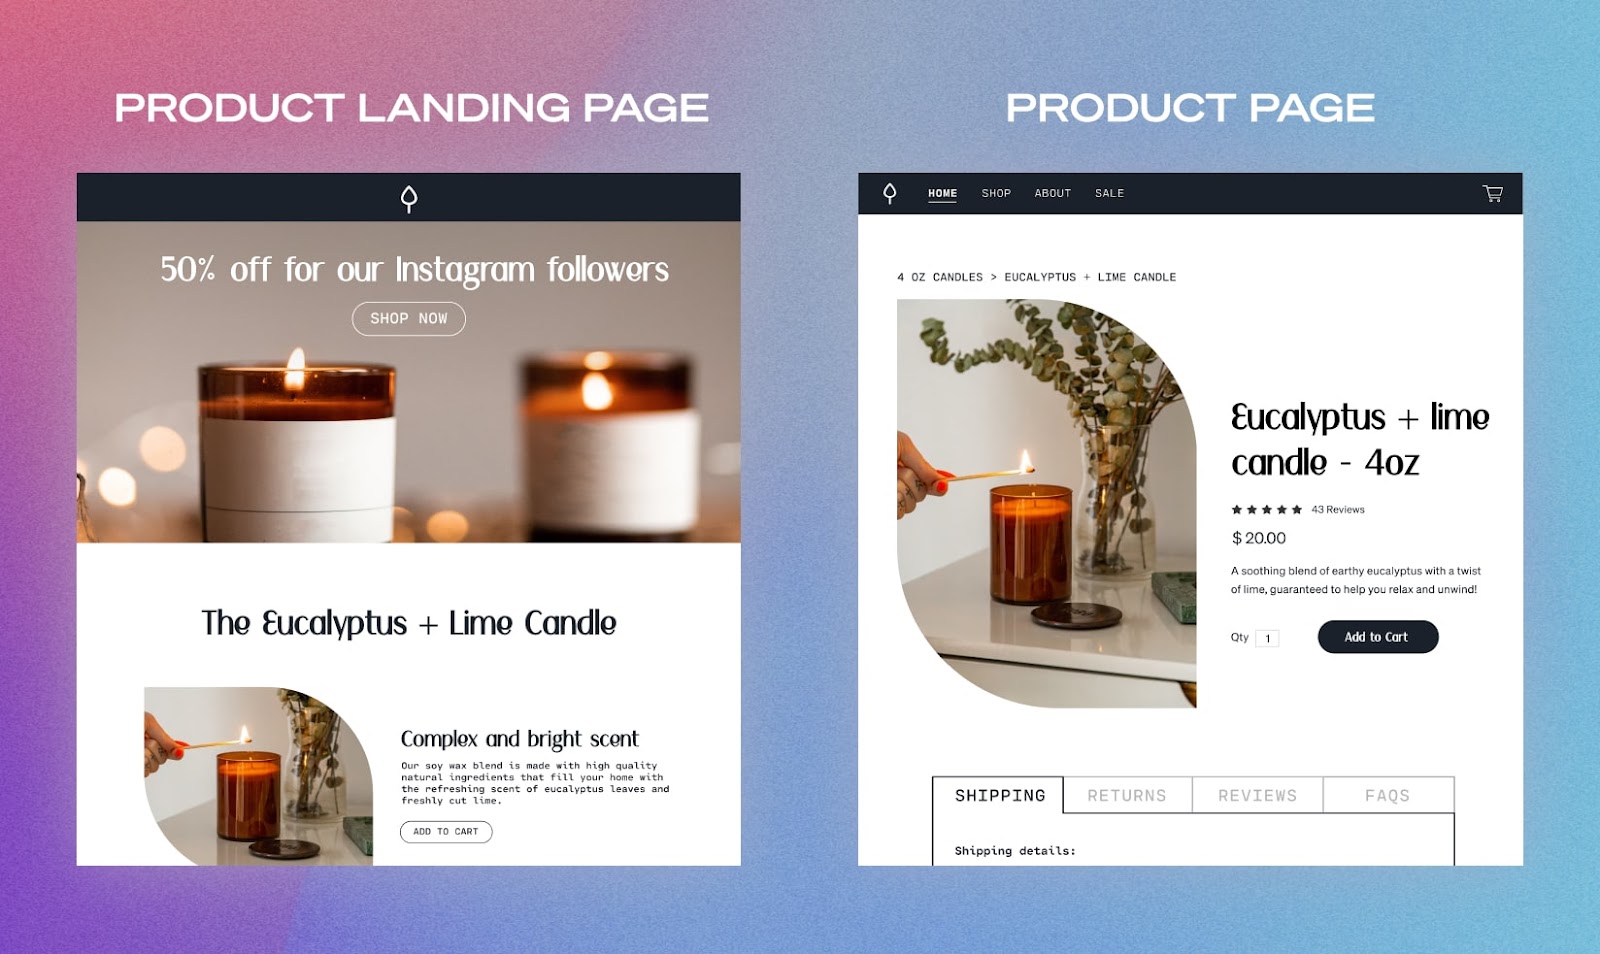 PRODUCT LANDING PAGE
50% off for our Instagram followers
SHOP NOW
The Eucalyptus + Lime Candle
Complex and bright scent
Our soy wax blend is made with high quality
natural ingredients that fill your home with
the refreshing scent of eucalyptus leaves and
freshly cut lime.
ADD TO CART
PRODUCT PAGE
HOME SHOP ABOUT SALE
4 OZ CANDLES > EUCALYPTUS + LIME CANDLE
Eucalyptus + lime
candle - 4oz
43 Reviews
$ 20.00
A soothing blend of earthy eucalyptus with a twist
of lime, guaranteed to help you relax and unwind!
Qty 1 Add to Cart
SHIPPING RETURNS REVIEWS FAQS
Shipping details: